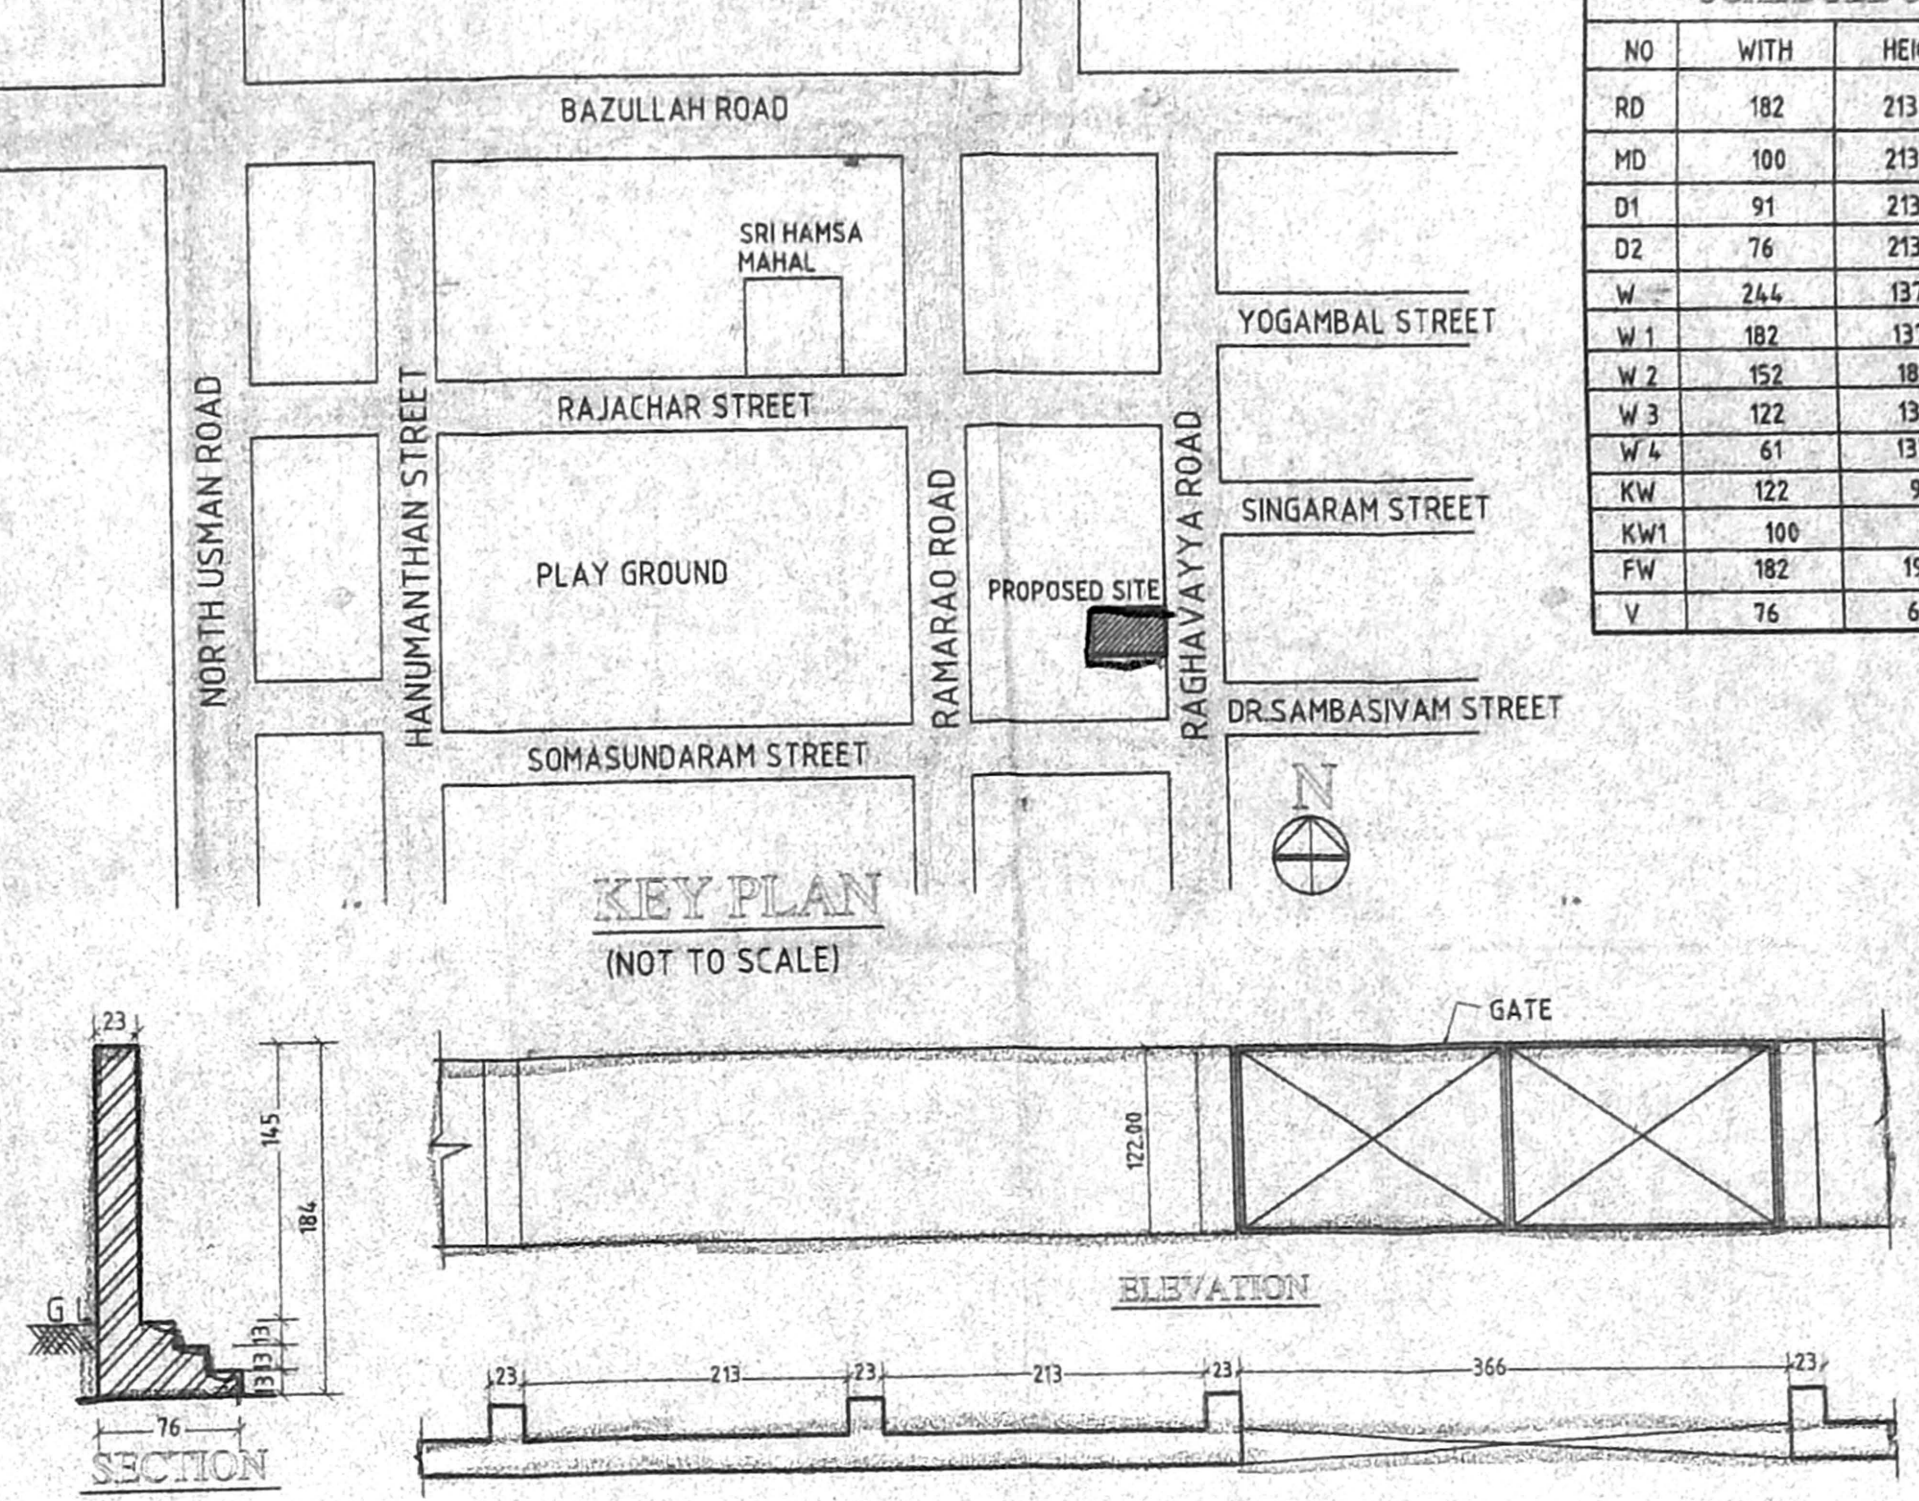 BAZULLAH ROAD
SRI HAMSA
MAHAL
YOGAMBAL STREET
RAJACHAR STREET
NORTH USMAN ROAD
HANUMANTHAN STREET
RAMARAO ROAD
RAGHAVAYYA ROAD
SINGARAM STREET
PLAY GROUND
PROPOSED SITE
DR.SAMBASIVAM STREET
SOMASUNDARAM STREET
N
KEY PLAN
(NOT TO SCALE)
NO WITH
RD 182 213
MD 100 213
D1 91 213
D2 76 213
W 244 137
W 1 182
W 2 152
W 3 122
W 4 61
KW 122
KW1 100
FW 182
V 76
23
145
184
G L
13
13
13
76
SECTION
GATE
122.00
ELEVATION
23 213 23 213 23 366 23